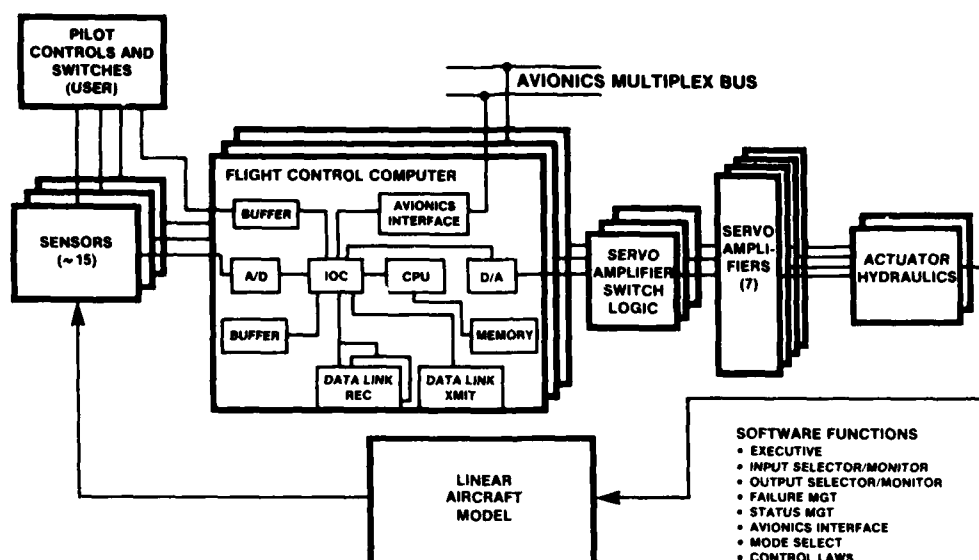 PILOT
CONTROLS AND
SWITCHES
(USER)
AVIONICS MULTIPLEX BUS
FLIGHT CONTROL COMPUTER
BUFFER
AVIONICS
INTERFACE
SENSORS
(~15)
A/D
IOC
CPU
D/A
BUFFER
MEMORY
DATA LINK
REC
DATA LINK
XMIT
SERVO
AMPLIFIER
SWITCH
LOGIC
SERVO
AMPLI-
FIERS
(7)
ACTUATOR
HYDRAULICS
LINEAR
AIRCRAFT
MODEL
SOFTWARE FUNCTIONS
• EXECUTIVE
• INPUT SELECTOR/MONITOR
• OUTPUT SELECTOR/MONITOR
• FAILURE MGT
• STATUS MGT
• AVIONICS INTERFACE
• MODE SELECT
• CONTROL LAWS